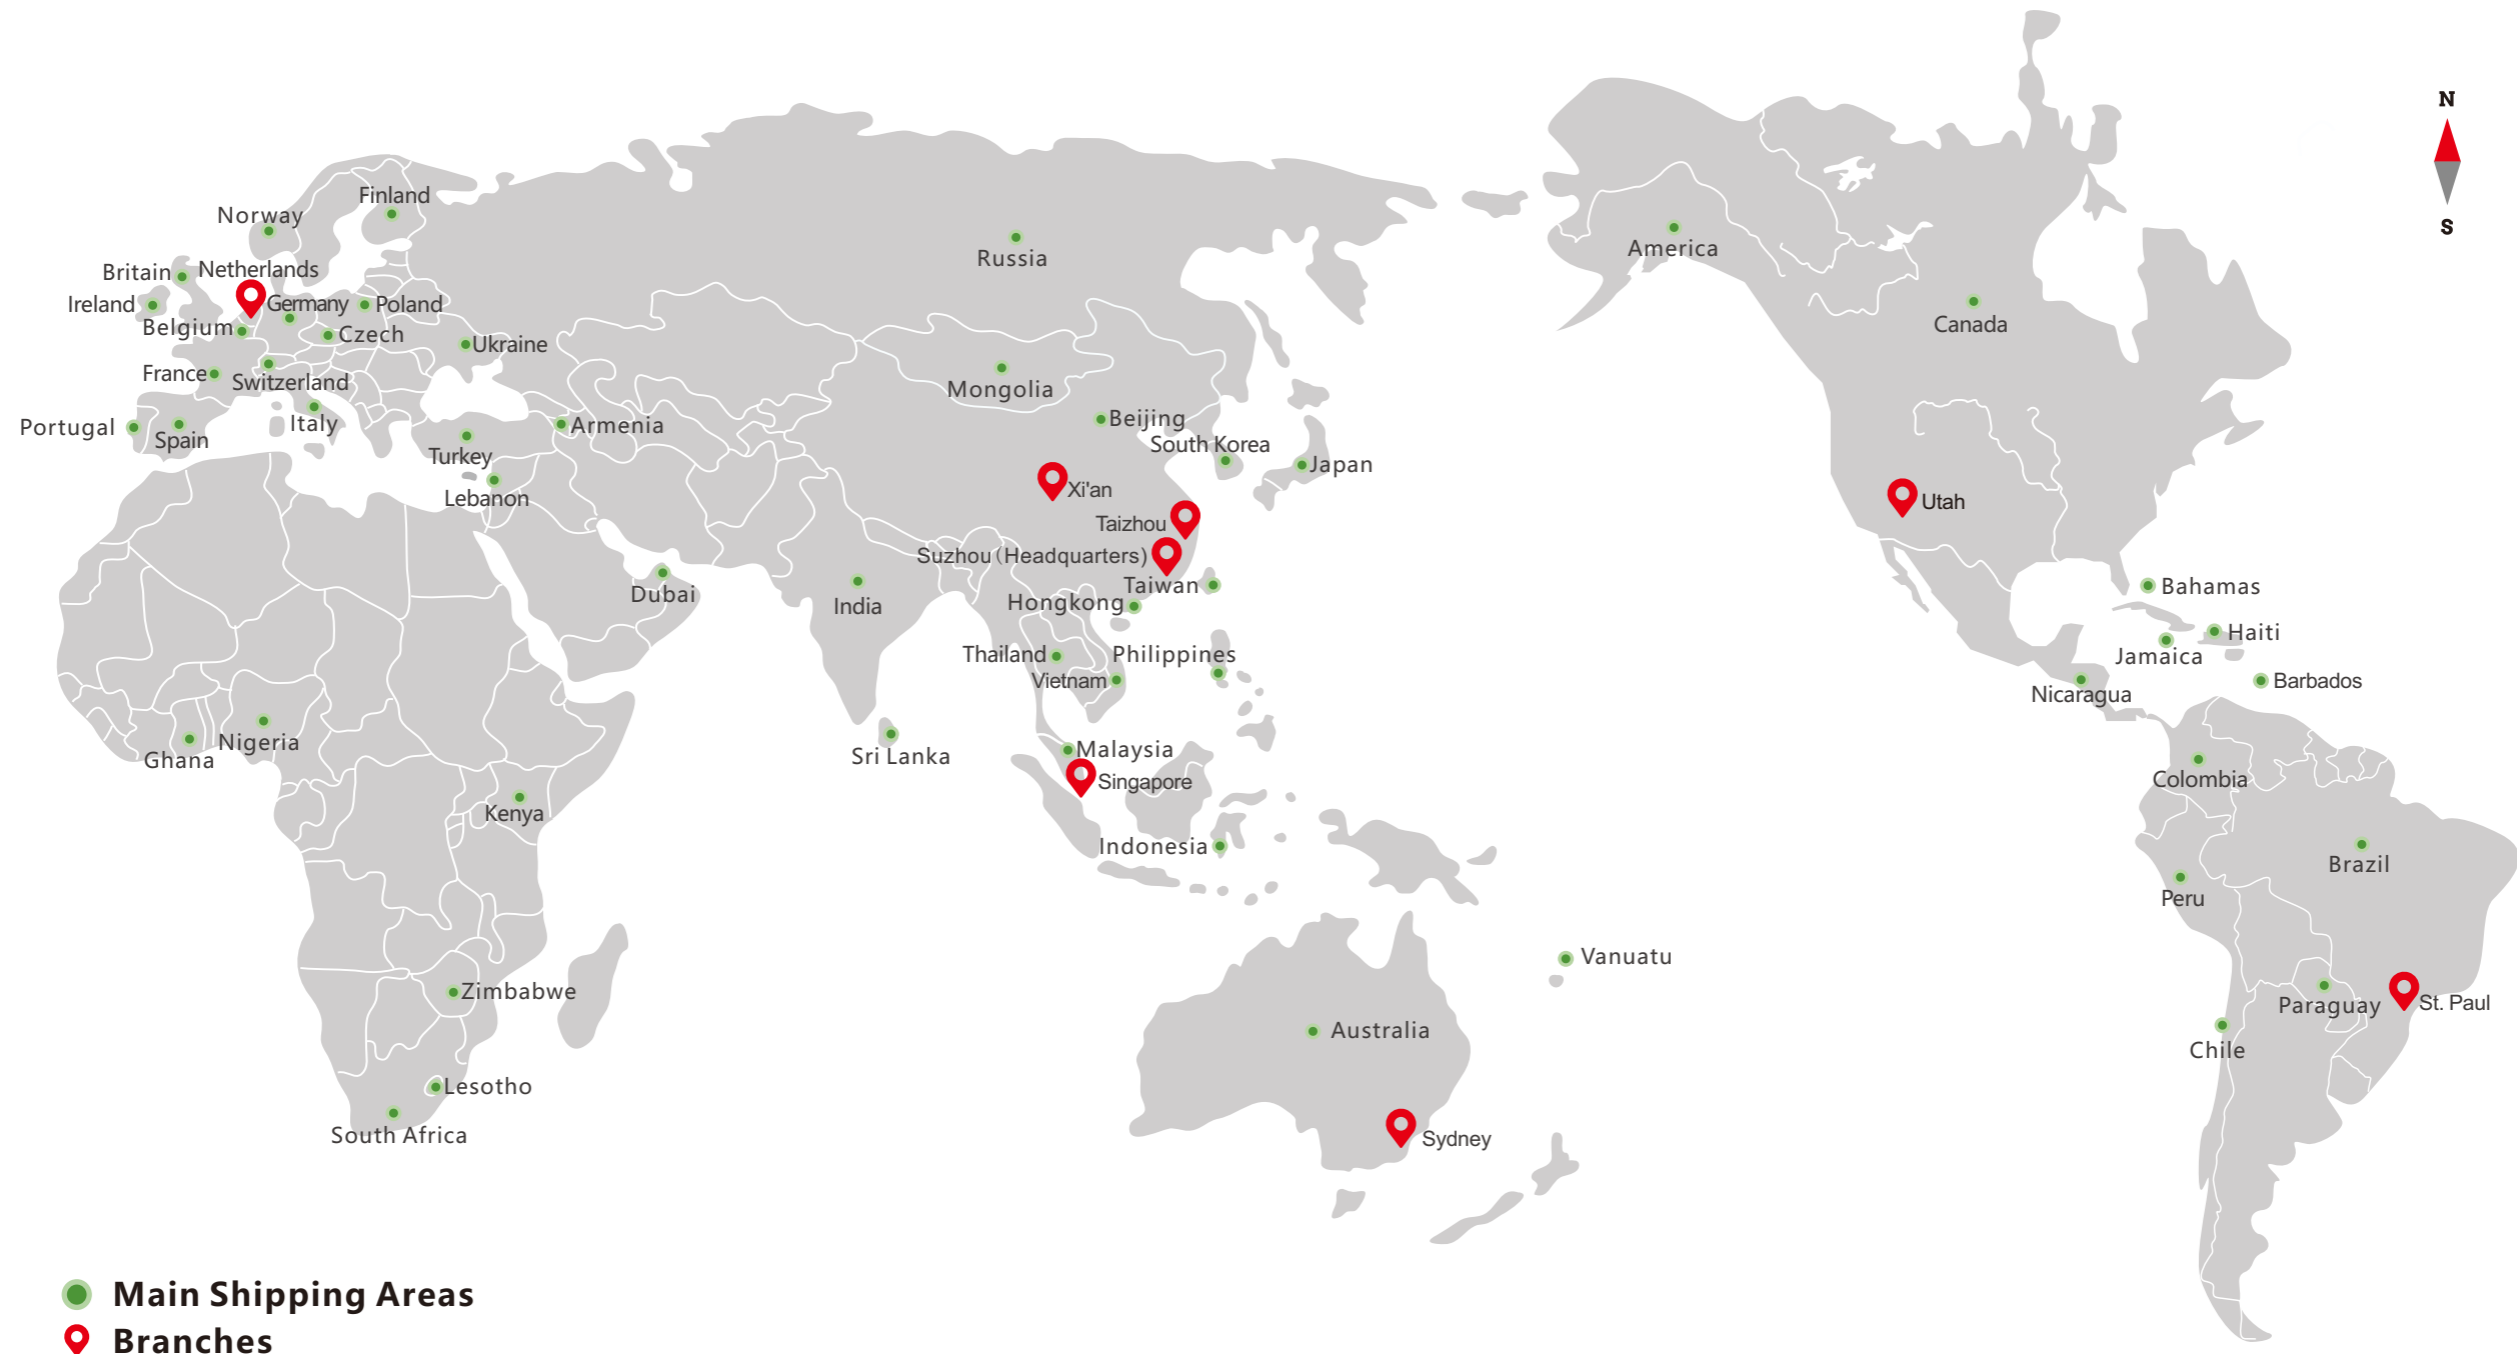 N
S
Finland
Norway
Britain
Netherlands
Ireland
Germany
Poland
Belgium
Czech
Ukraine
France
Switzerland
Portugal
Spain
Italy
Armenia
Turkey
Lebanon
Russia
Mongolia
Beijing
South Korea
Japan
Xi'an
Taizhou
Suzhou（Headquarters）
Taiwan
Hongkong
Dubai
India
Thailand
Philippines
Vietnam
Sri Lanka
Malaysia
Singapore
Indonesia
Ghana
Nigeria
Kenya
Zimbabwe
Lesotho
South Africa
Australia
Sydney
Vanuatu
America
Canada
Utah
Bahamas
Haiti
Jamaica
Nicaragua
Barbados
Colombia
Brazil
Peru
Paraguay
St. Paul
Chile
Main Shipping Areas
Branches